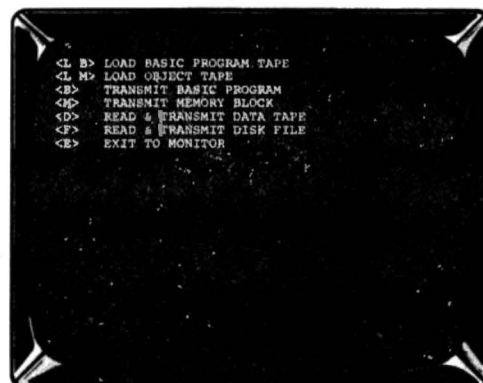 <L B> LOAD BASIC PROGRAM TAPE
<L M> LOAD OBJECT TAPE
<B> TRANSMIT BASIC PROGRAM
<M> TRANSMIT MEMORY BLOCK
<D> READ & TRANSMIT DATA TAPE
<F> READ & TRANSMIT DISK FILE
<E> EXIT TO MONITOR